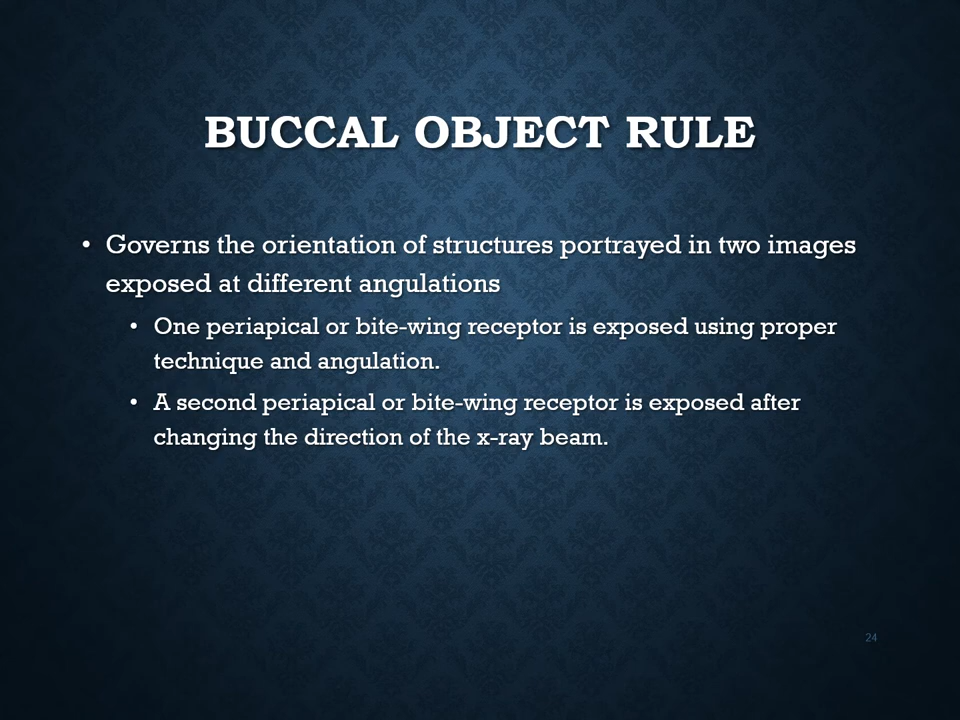 BUCCAL OBJECT RULE
• Governs the orientation of structures portrayed in two images
exposed at different angulations
• One periapical or bite-wing receptor is exposed using proper
technique and angulation.
• A second periapical or bite-wing receptor is exposed after
changing the direction of the x-ray beam.
24